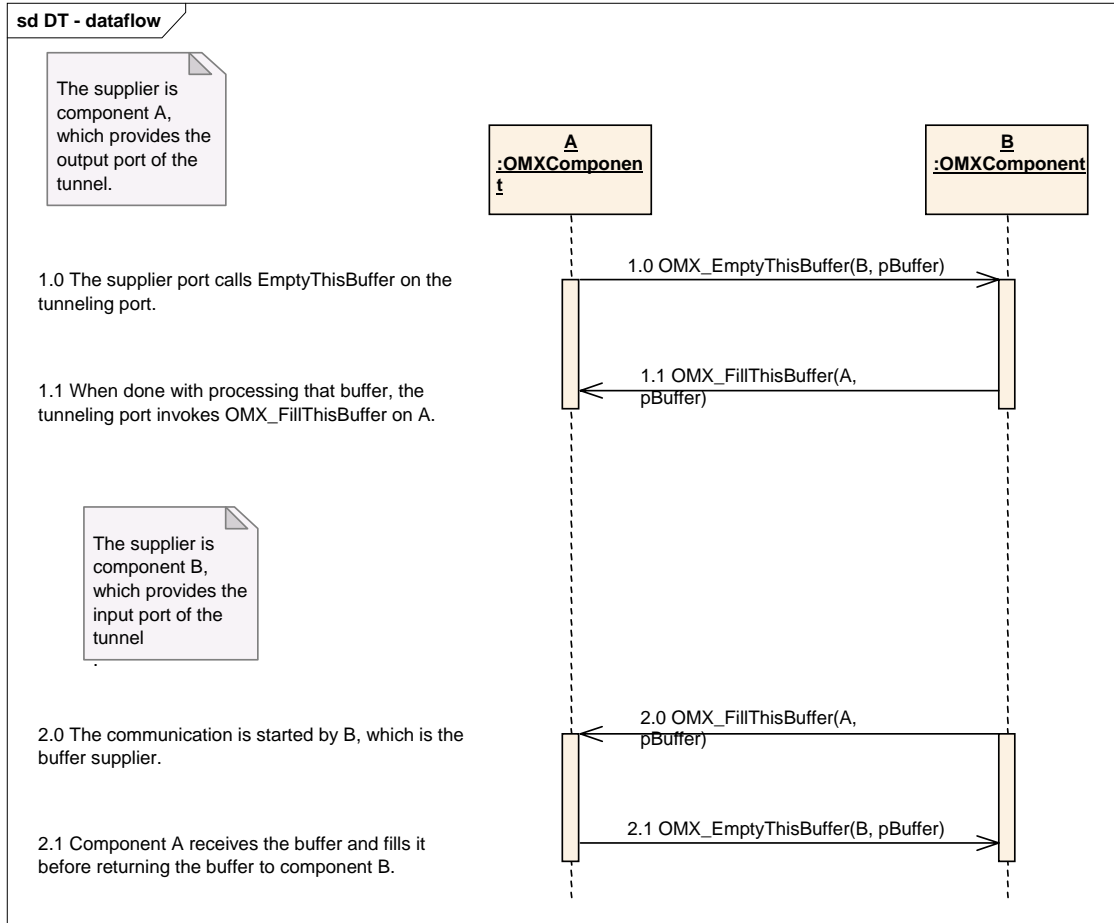 sd DT - dataflow
The supplier is
component A,
which provides the
output port of the
tunnel.
A
:OMXComponen
t
B
:OMXComponent
1.0 The supplier port calls EmptyThisBuffer on the
tunneling port.
1.0 OMX_EmptyThisBuffer(B, pBuffer)
1.1 When done with processing that buffer, the
tunneling port invokes OMX_FillThisBuffer on A.
1.1 OMX_FillThisBuffer(A,
pBuffer)
The supplier is
component B,
which provides the
input port of the
tunnel
.
2.0 The communication is started by B, which is the
buffer supplier.
2.0 OMX_FillThisBuffer(A,
pBuffer)
2.1 Component A receives the buffer and fills it
before returning the buffer to component B.
2.1 OMX_EmptyThisBuffer(B, pBuffer)